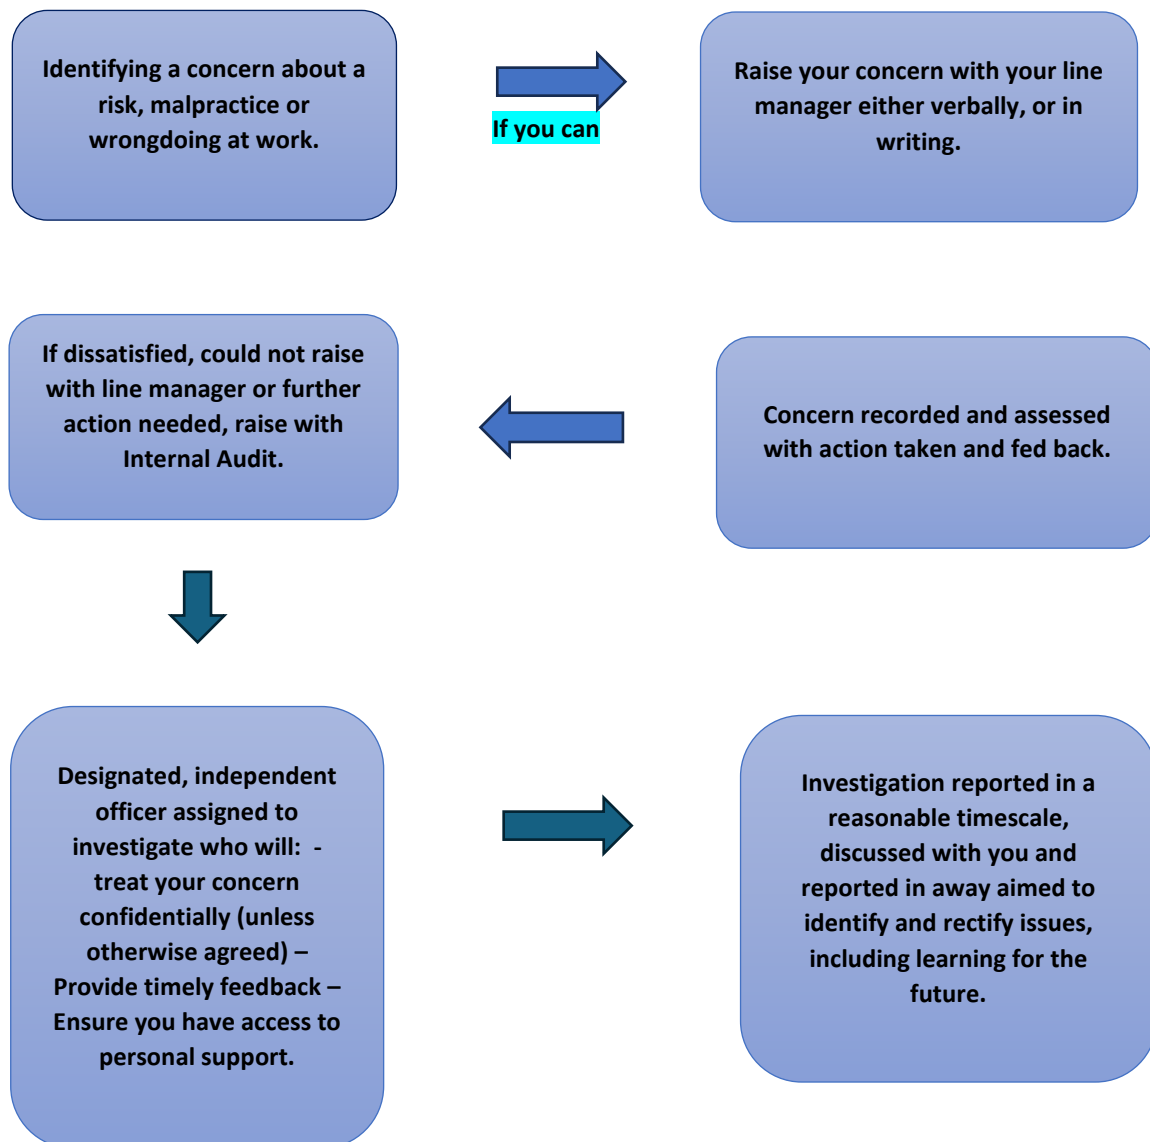 Identifying a concern about a
risk, malpractice or
wrongdoing at work.
If you can
Raise your concern with your line
manager either verbally, or in
writing.
Concern recorded and assessed
with action taken and fed back.
If dissatisfied, could not raise
with line manager or further
action needed, raise with
Internal Audit.
Designated, independent
officer assigned to
investigate who will:  -
treat your concern
confidentially (unless
otherwise agreed) –
Provide timely feedback –
Ensure you have access to
personal support.
Investigation reported in a
reasonable timescale,
discussed with you and
reported in away aimed to
identify and rectify issues,
including learning for the
future.